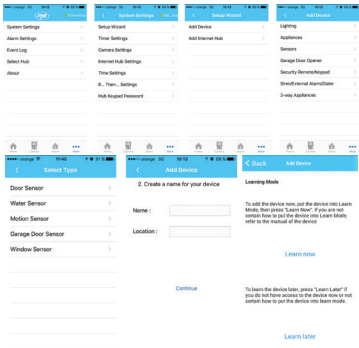 System Settings
Alarm Settings
Event Log
Select Hub
About
System Settings
Setup Wizard
Timer Settings
Camera Settings
Internet Hub Settings
Time Settings
If... Then... Settings
Hub Keypad Password
Setup Wizard
Add Device
Add Internet Hub
Add Device
Lighting
Appliances
Sensors
Garage Door Opener
Security Remote/Keypad
Siren/External Alarm/Dialer
2-way Appliances
Select Type
Door Sensor
Water Sensor
Motion Sensor
Garage Door Sensor
Window Sensor
Add Device
2. Create a name for your device
Name :
Location :
Continue
Back
Add Device
Learning Mode
To add the device now, put the device into Learn
Mode, then press "Learn Now". If you are not
certain how to put the device into Learn Mode,
refer to the manual of the device
Learn now
To learn the device later, press "Learn Later" if
you do not have access to the device now or not
certain how to put the device into learn mode.
Learn later